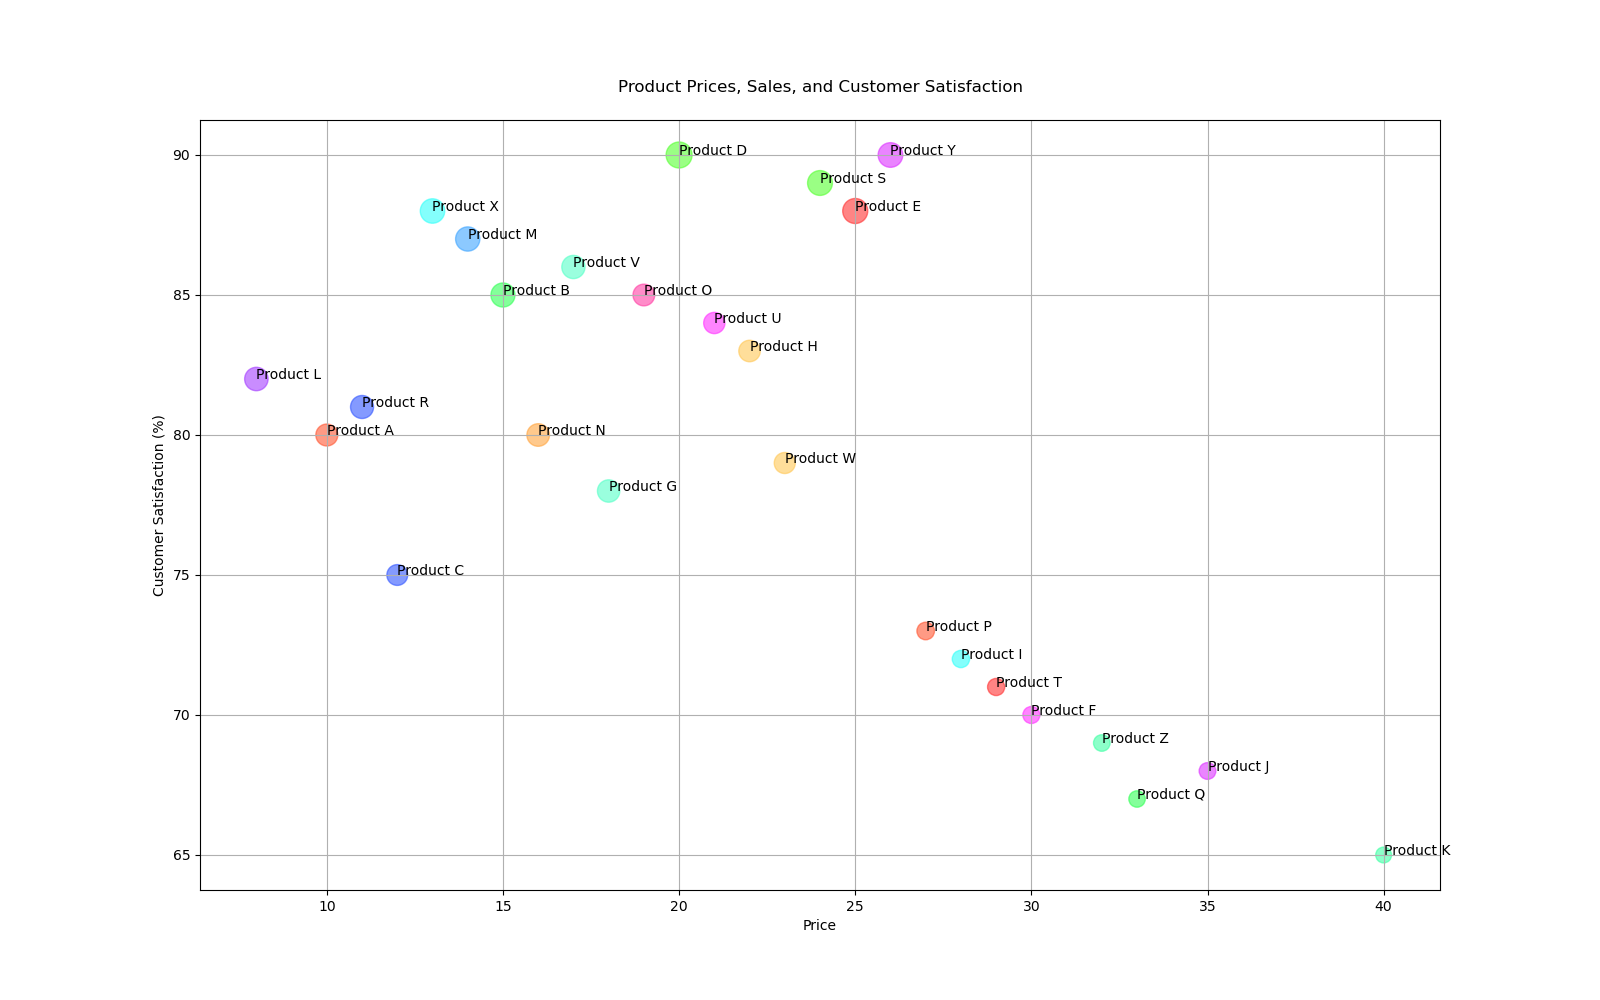 Product Prices, Sales, and Customer Satisfaction
90
85
80
75
70
65
Customer Satisfaction (%)
Product D
Product Y
Product S
Product X
Product E
Product M
Product V
Product B
Product O
Product U
Product H
Product L
Product R
Product A
Product N
Product W
Product G
Product C
Product P
Product I
Product T
Product F
Product Z
Product J
Product Q
Product K
10 15 20 25 30 35 40
Price